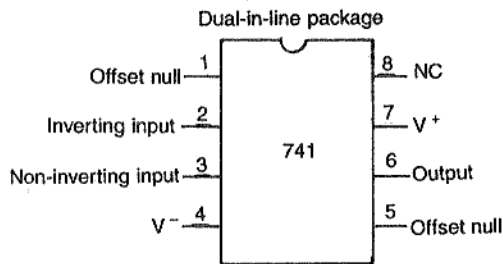 Dual-in-line package
Offset null 1
8 NC
Inverting input 2
7 V+
741
Non-inverting input 3
6 Output
V− 4
5 Offset null